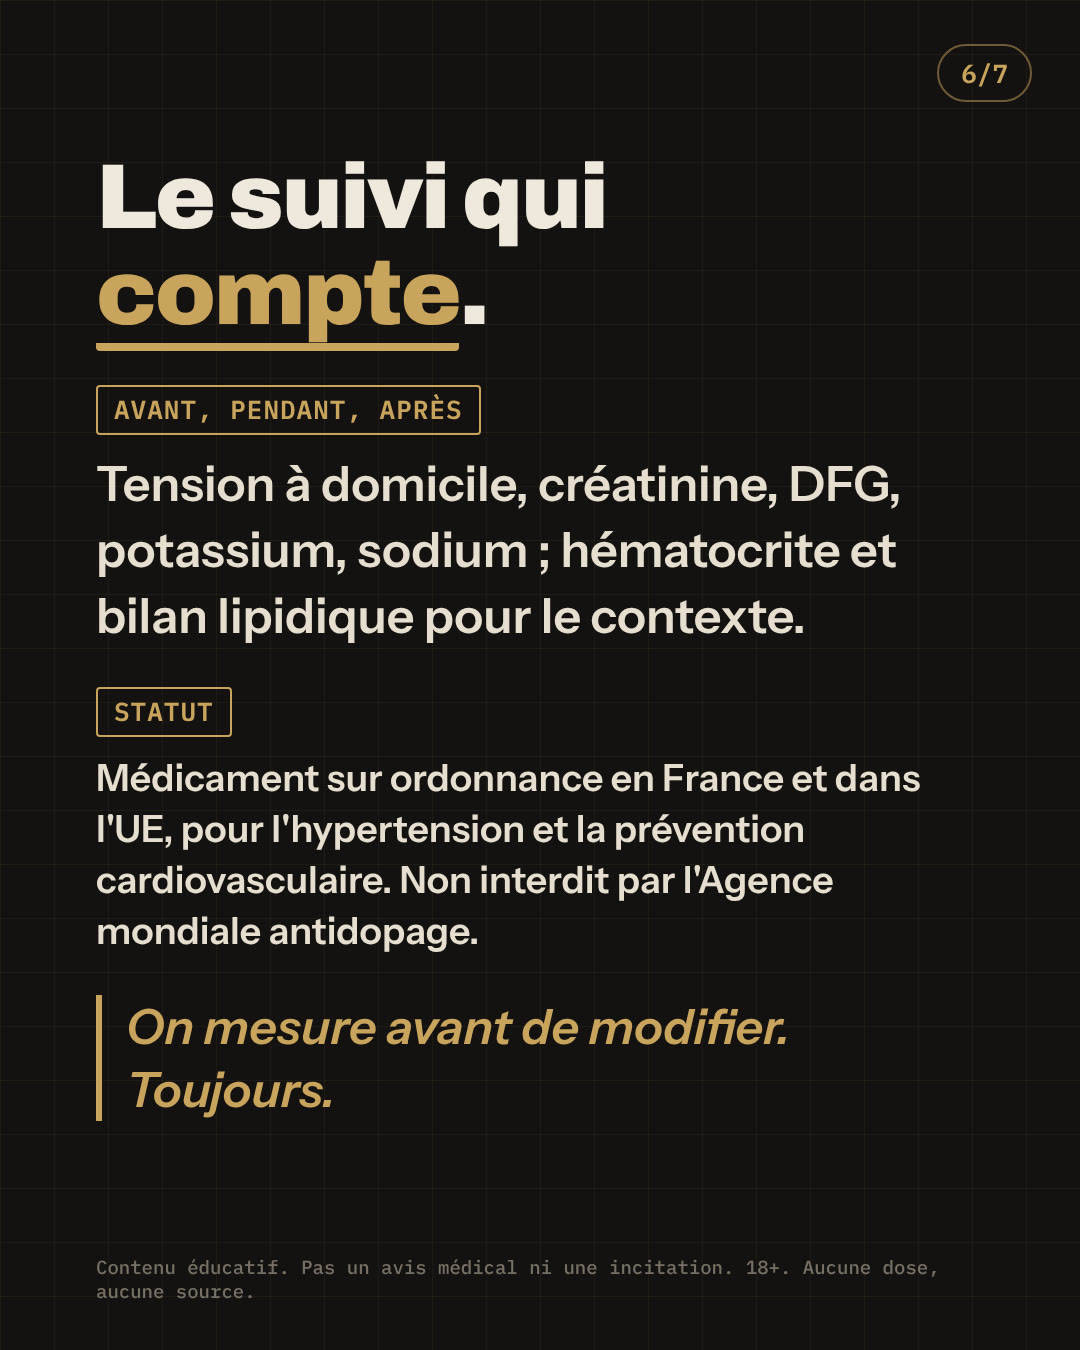 6/7
Le suivi qui
compte.
AVANT, PENDANT, APRÈS
Tension à domicile, créatinine, DFG,
potassium, sodium ; hématocrite et
bilan lipidique pour le contexte.
STATUT
Médicament sur ordonnance en France et dans
l'UE, pour l'hypertension et la prévention
cardiovasculaire. Non interdit par l'Agence
mondiale antidopage.
On mesure avant de modifier.
Toujours.
Contenu éducatif. Pas un avis médical ni une incitation. 18+. Aucune dose,
aucune source.